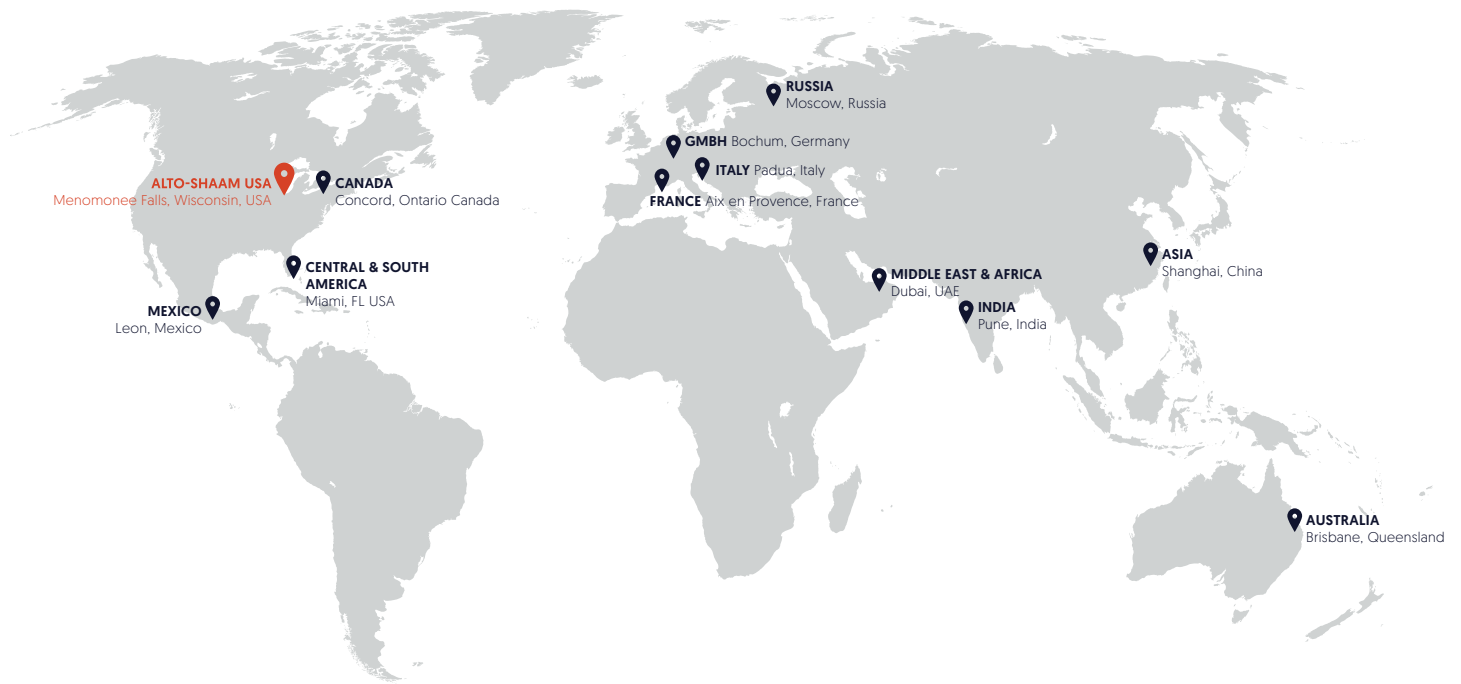 RUSSIA
Moscow, Russia
GMBH Bochum, Germany
ITALY Padua, Italy
ALTO-SHAAM USA
Menomonee Falls, Wisconsin, USA
CANADA
Concord, Ontario Canada
FRANCE Aix en Provence, France
ASIA
Shanghai, China
CENTRAL & SOUTH
AMERICA
Miami, FL USA
MIDDLE EAST & AFRICA
Dubai, UAE
MEXICO
Leon, Mexico
INDIA
Pune, India
AUSTRALIA
Brisbane, Queensland